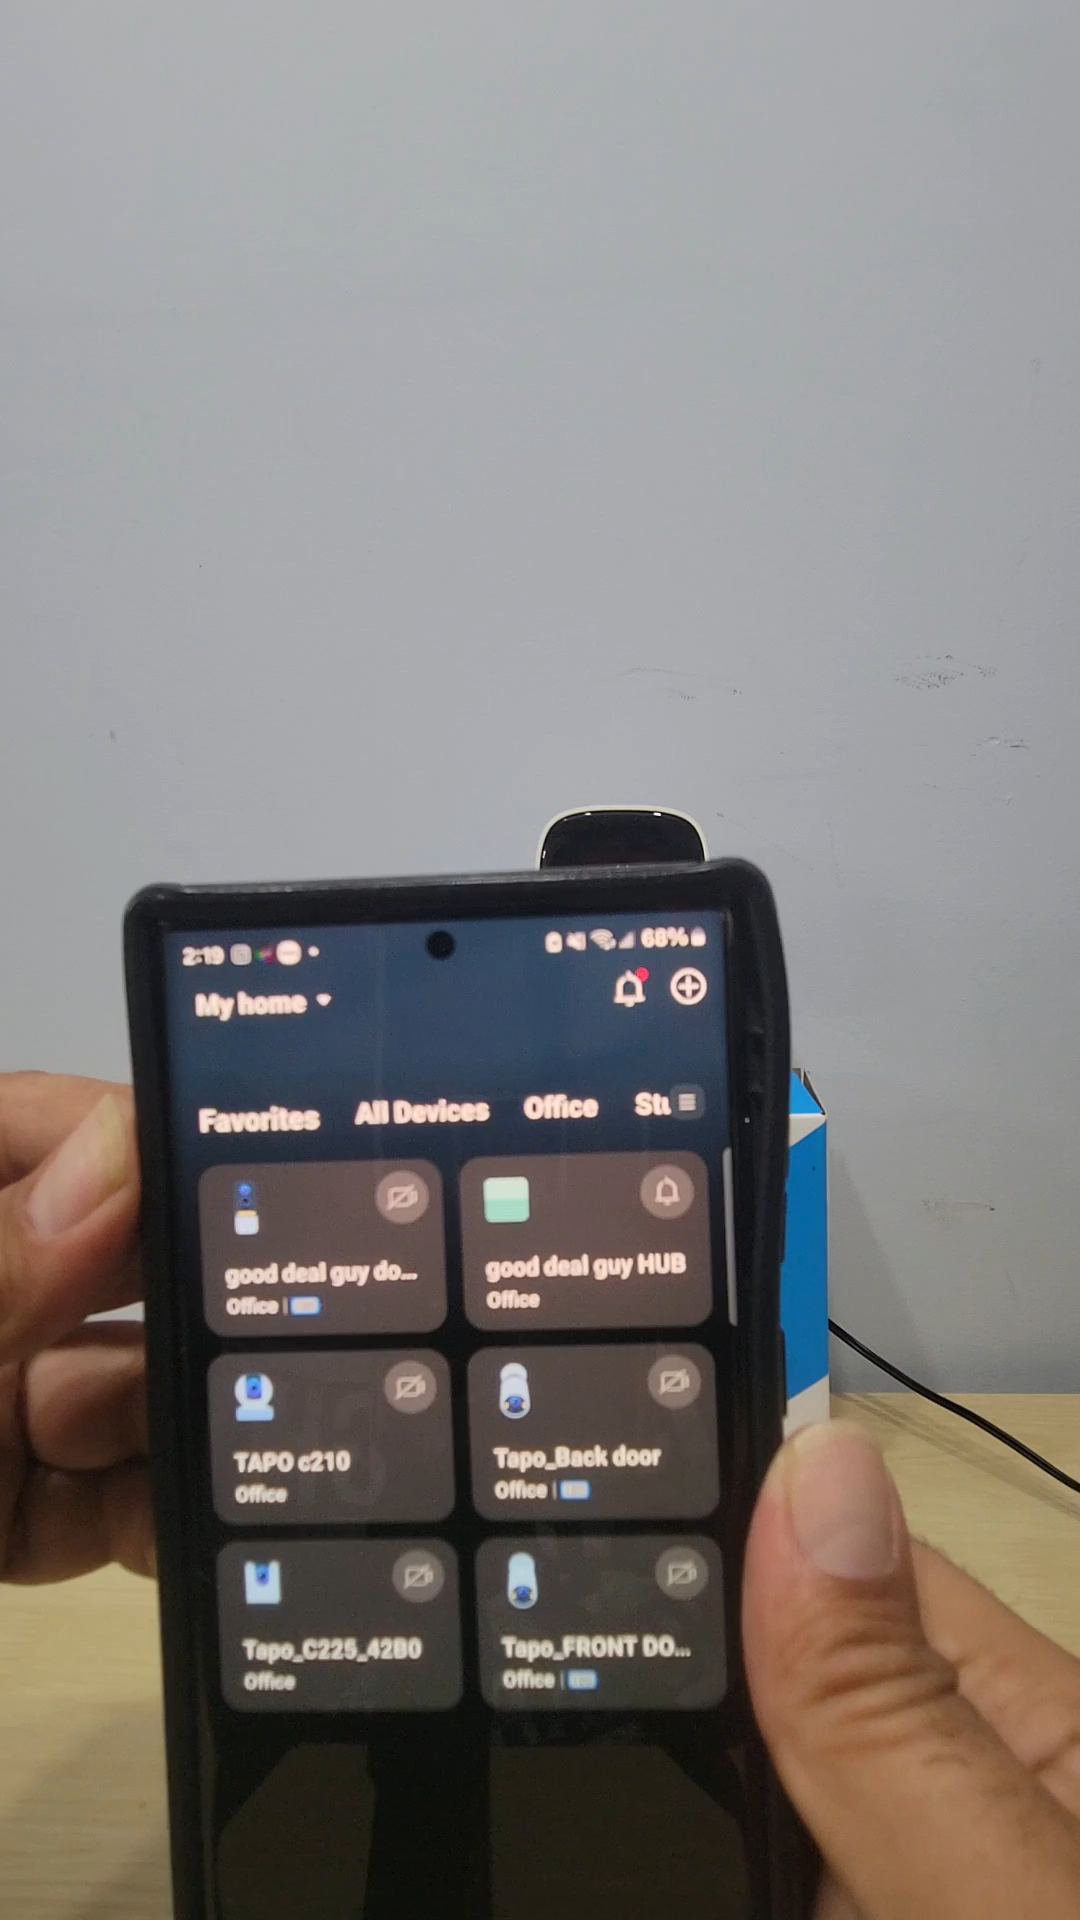 2:19 68%
My home
Favorites All Devices Office Stu
good deal guy do...
Office |
good deal guy HUB
Office
TAPO c210
Office
Tapo_Back door
Office |
Tapo_C225_42B0
Office
Tapo_FRONT DO...
Office |